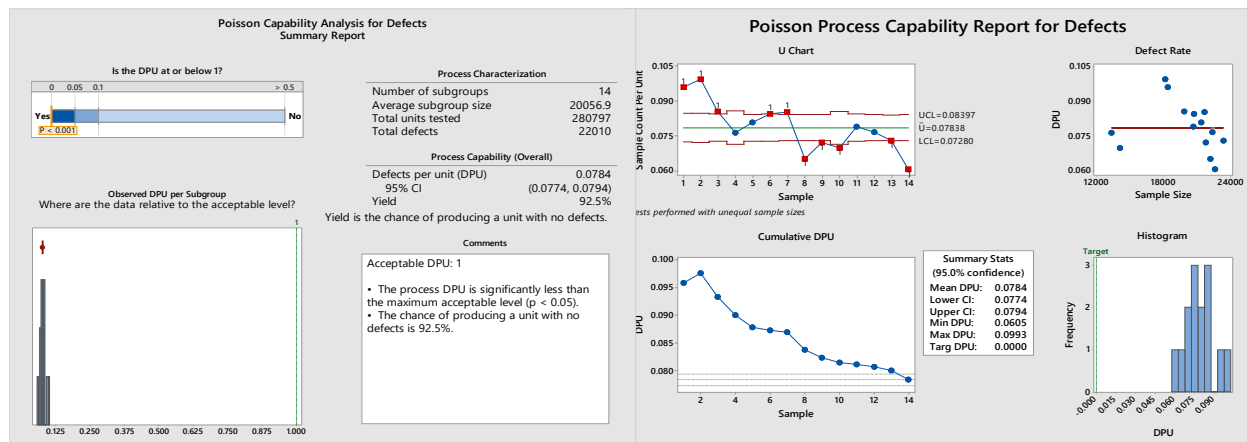 Poisson Capability Analysis for Defects
Summary Report
Is the DPU at or below 1?
0 0.05 0.1 > 0.5
Yes No
P < 0.001
Process Characterization
Number of subgroups 14
Average subgroup size 20056.9
Total units tested 280797
Total defects 22010
Process Capability (Overall)
Defects per unit (DPU) 0.0784
95% CI (0.0774, 0.0794)
Yield 92.5%
Yield is the chance of producing a unit with no defects.
Observed DPU per Subgroup
Where are the data relative to the acceptable level?
1
0.125 0.250 0.375 0.500 0.625 0.750 0.875 1.000
Comments
Acceptable DPU: 1
• The process DPU is significantly less than
the maximum acceptable level (p < 0.05).
• The chance of producing a unit with no
defects is 92.5%.
Poisson Process Capability Report for Defects
U Chart
Sample Count Per Unit
0.105
0.090
0.075
0.060
1 1 1 1 1 1 1 1 1 1
UCL=0.08397
Ū=0.07838
LCL=0.07280
1 2 3 4 5 6 7 8 9 10 11 12 13 14
Sample
ests performed with unequal sample sizes
Defect Rate
DPU
0.105
0.090
0.075
0.060
12000 18000 24000
Sample Size
Cumulative DPU
DPU
0.100
0.095
0.090
0.085
0.080
2 4 6 8 10 12 14
Sample
Summary Stats
(95.0% confidence)
Mean DPU: 0.0784
Lower CI: 0.0774
Upper CI: 0.0794
Min DPU: 0.0605
Max DPU: 0.0993
Targ DPU: 0.0000
Histogram
Target
Frequency
3
2
1
0
-0.000 0.015 0.030 0.045 0.060 0.075 0.090
DPU